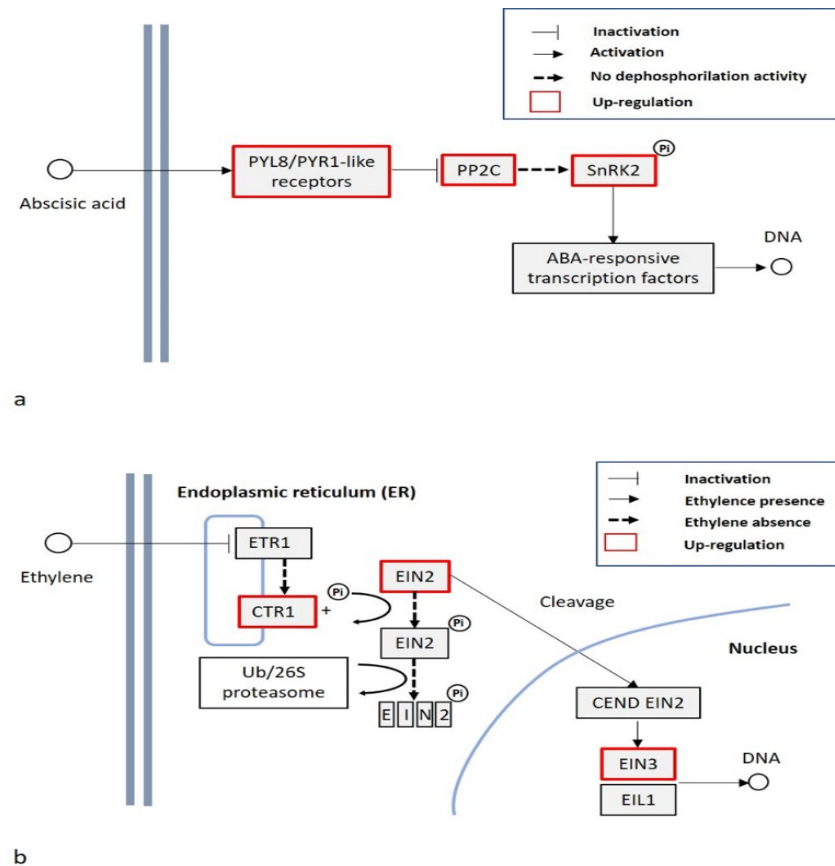 Inactivation
Activation
No dephosphorilation activity
Up-regulation
Pi
PYL8/PYR1-like
receptors
PP2C
SnRK2
Abscisic acid
DNA
ABA-responsive
transcription factors
a
Inactivation
Ethylence presence
Ethylene absence
Up-regulation
Endoplasmic reticulum (ER)
ETR1
Ethylene
EIN2
Pi
Cleavage
CTR1 +
Pi
EIN2
Nucleus
Ub/26S
proteasome
Pi
E I N 2
CEND EIN2
EIN3
DNA
EIL1
b